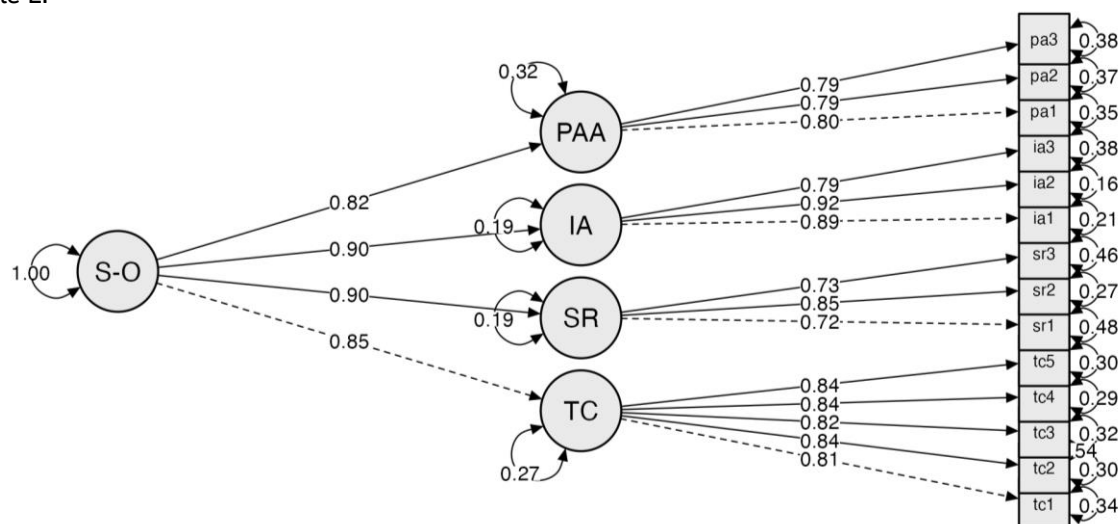 pa3 0.38
0.32 pa2 0.37
0.79
0.79
PAA 0.80 pa1 0.35
ia3 0.38
0.79
0.82 ia2 0.16
0.92
0.19 IA 0.89 ia1 0.21
0.90
sr3 0.46
1.00 S-O 0.73
0.90 sr2 0.27
0.85
0.19 SR 0.72 sr1 0.48
0.85
tc5 0.30
0.84
tc4 0.29
0.84
TC 0.82 tc3 0.32
0.84 54
0.27 0.81 tc2 0.30
tc1 0.34